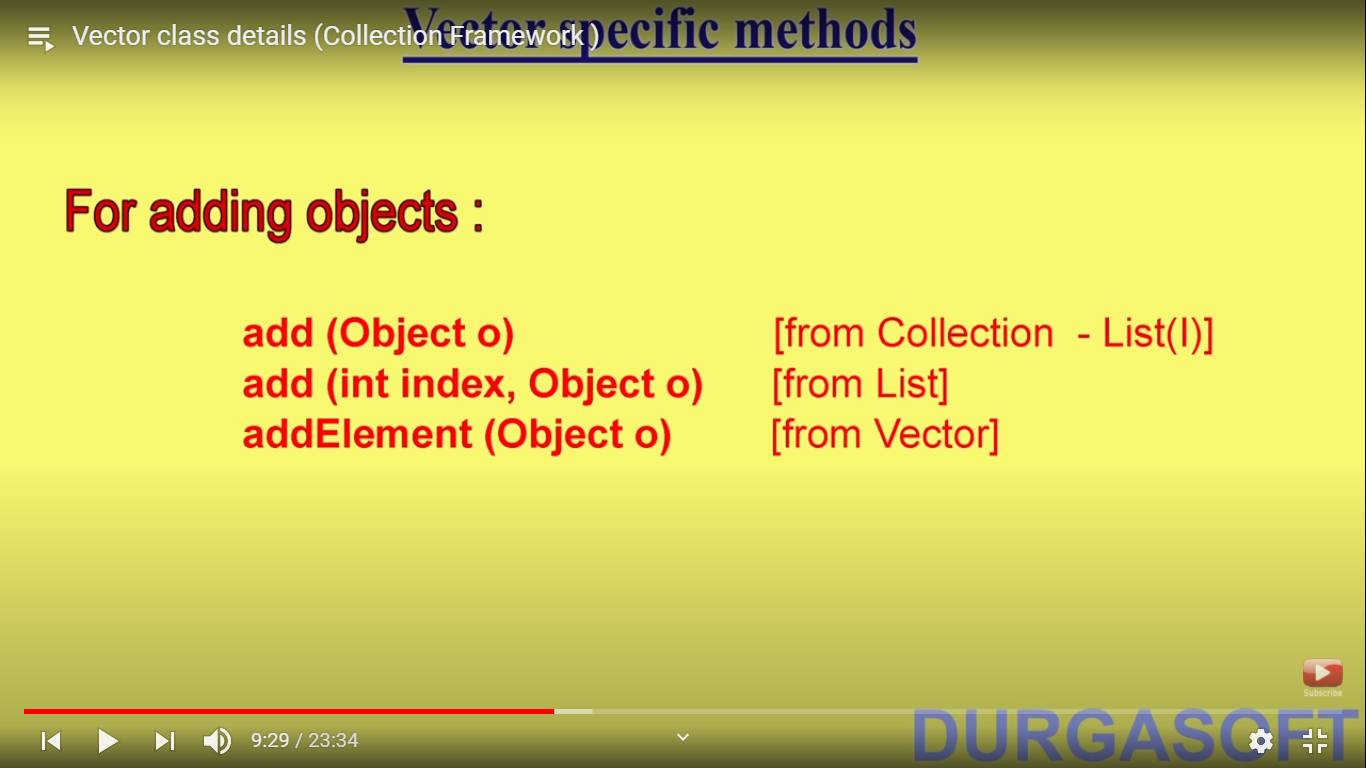 Vector specific methods
Vector class details (Collection Framework )
For adding objects :
add (Object o) [from Collection - List(I)]
add (int index, Object o) [from List]
addElement (Object o) [from Vector]
Subscribe
9:29 / 23:34
DURGASOFT